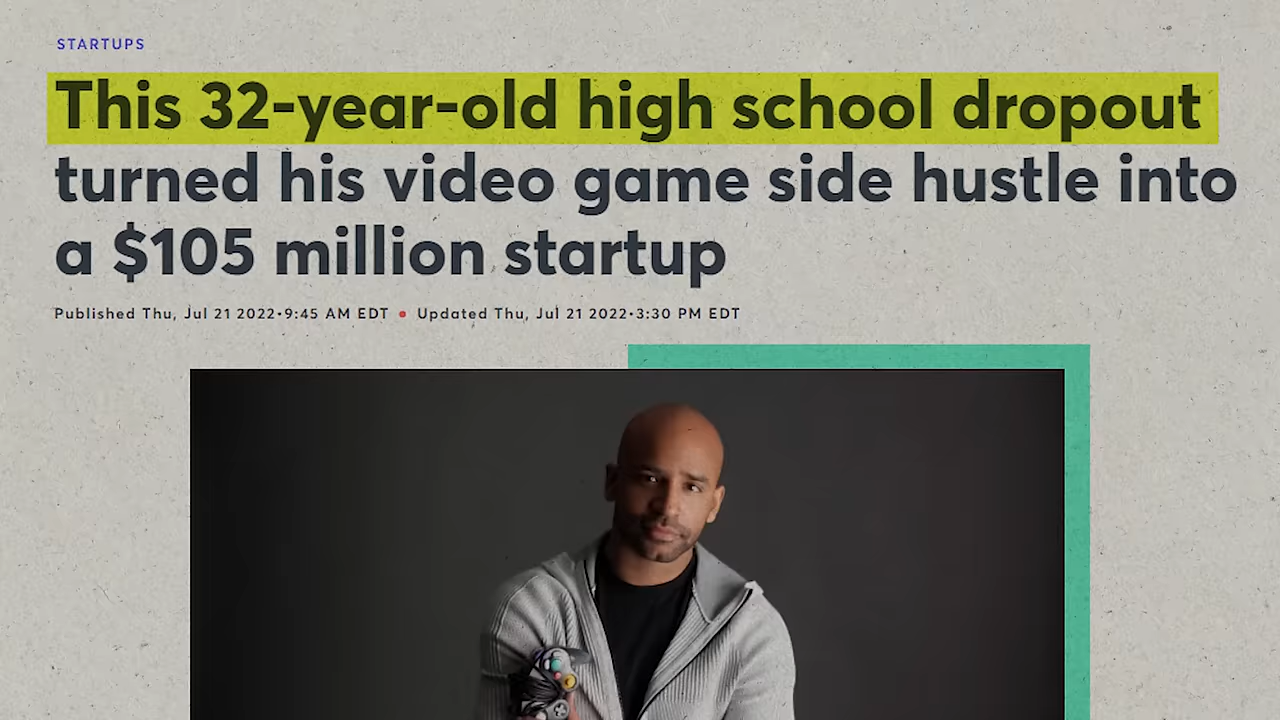 STARTUPS
This 32-year-old high school dropout
turned his video game side hustle into
a $105 million startup
Published Thu, Jul 21 2022•9:45 AM EDT • Updated Thu, Jul 21 2022•3:30 PM EDT